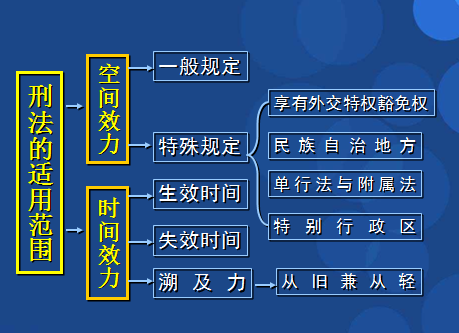 刑法的适用范围
空间效力
一般规定
特殊规定
享有外交特权豁免权
民族自治地方
单行法与附属法
特别行政区
时间效力
生效时间
失效时间
溯及力
从旧兼从轻